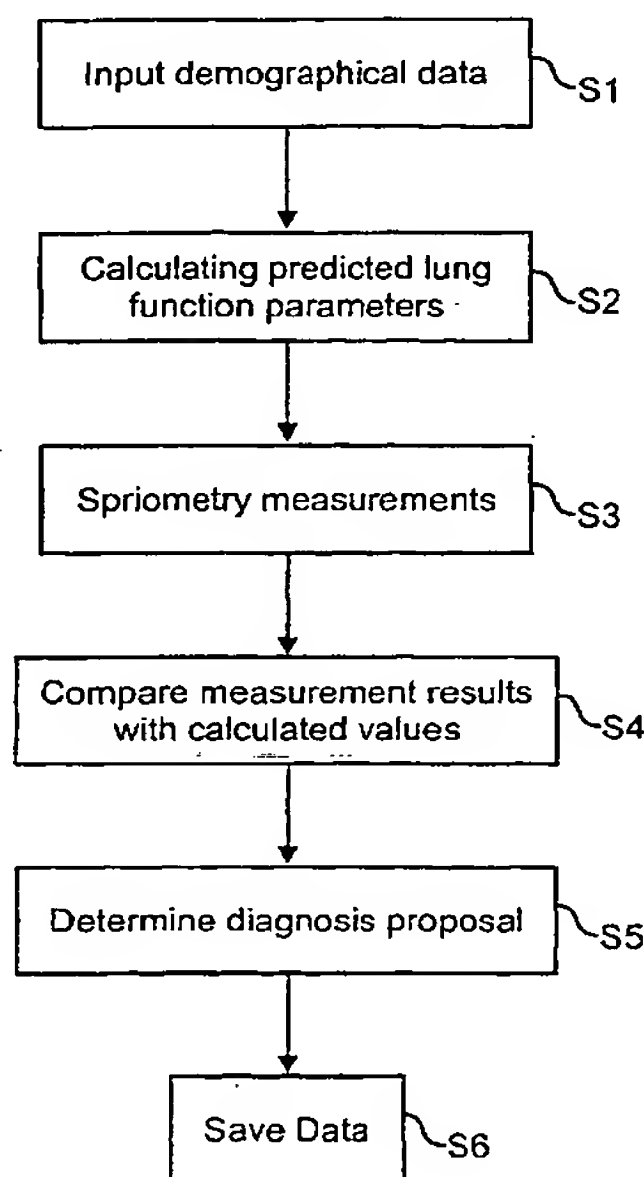 Input demographical data
S1
Calculating predicted lung
function parameters
S2
Spriometry measurements
S3
Compare measurement results
with calculated values
S4
Determine diagnosis proposal
S5
Save Data
S6